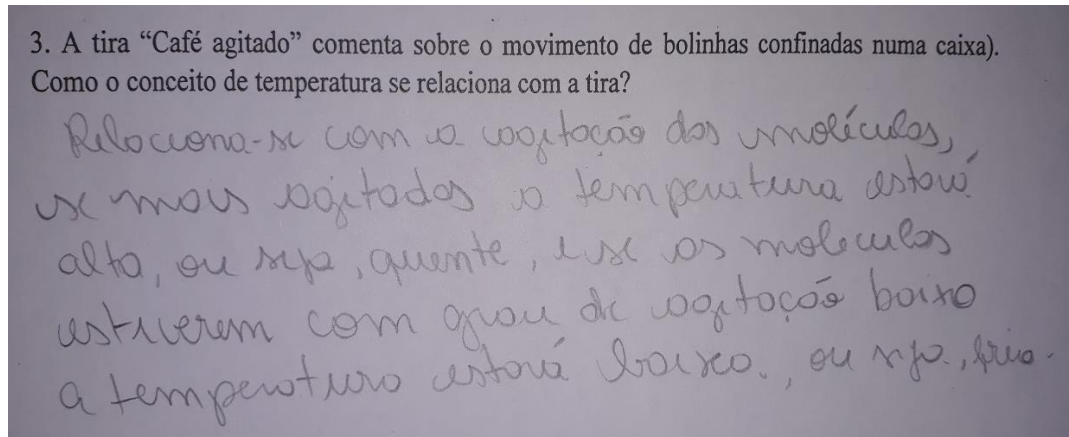 3. A tira “Café agitado” comenta sobre o movimento de bolinhas confinadas numa caixa).
Como o conceito de temperatura se relaciona com a tira?
Relaciona-se com a agitação das moléculas,
se mais agitadas a temperatura estará
alta, ou seja, quente, e se as moleculas
estiverem com grau de agitação baixo
a temperatura estará baixa., ou seja, frio.